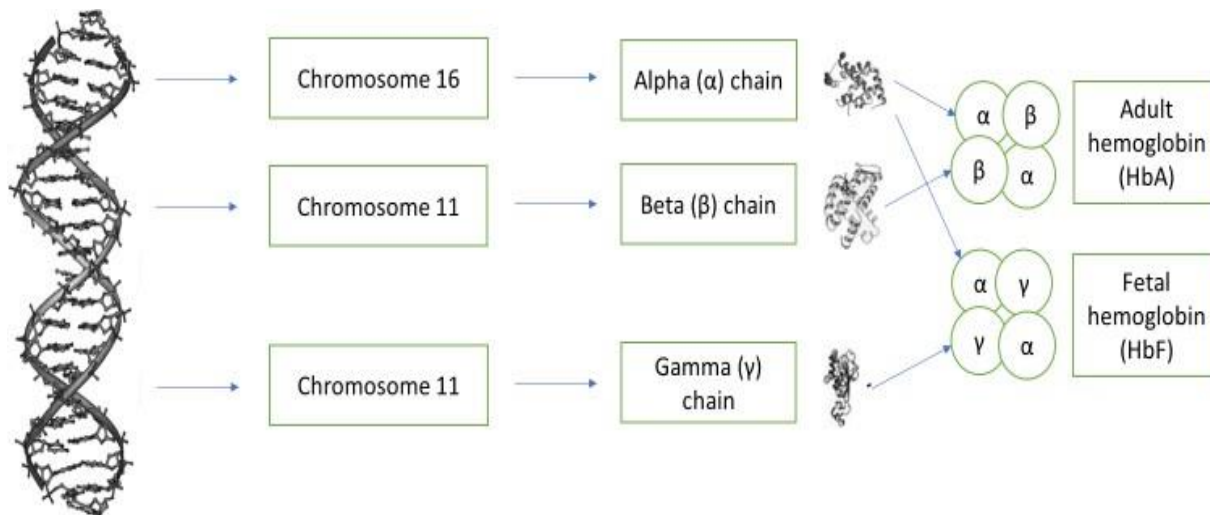 Chromosome 16
Alpha (α) chain
α
β
β
α
Adult
hemoglobin
(HbA)
Chromosome 11
Beta (β) chain
Chromosome 11
Gamma (γ)
chain
α
γ
γ
α
Fetal
hemoglobin
(HbF)